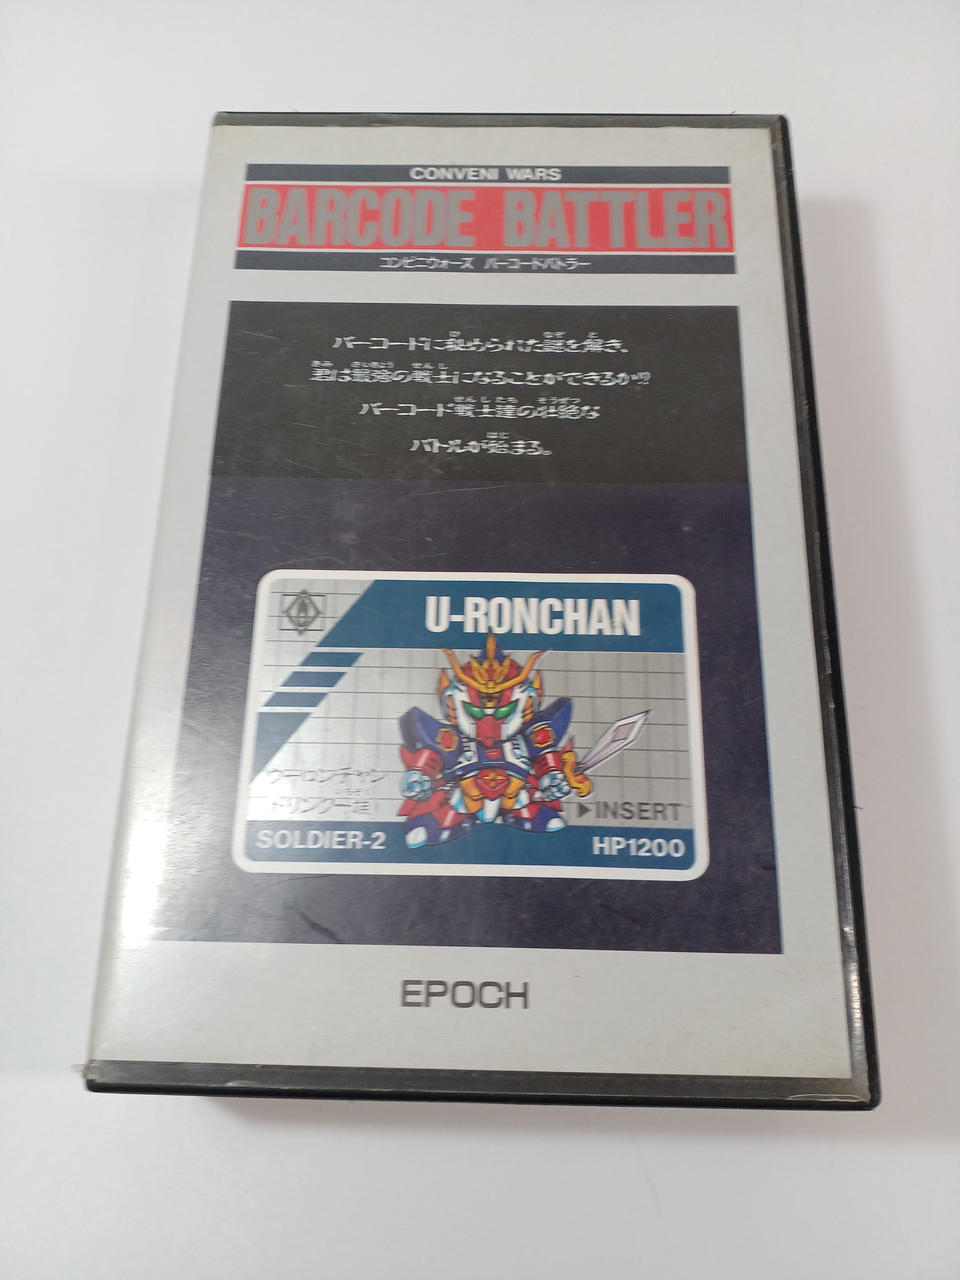 CONVENI WARS
BARCODE BATTLER
コンビニウォーズ バーコードバトラー
バーコードに秘められた謎を解き、
君は最強の戦士になることができるか!?
バーコード戦士達の壮絶な
バトルが始まる。
U-RONCHAN
ウーロンチャン
ドリンク一族
▶INSERT
SOLDIER-2
HP1200
EPOCH